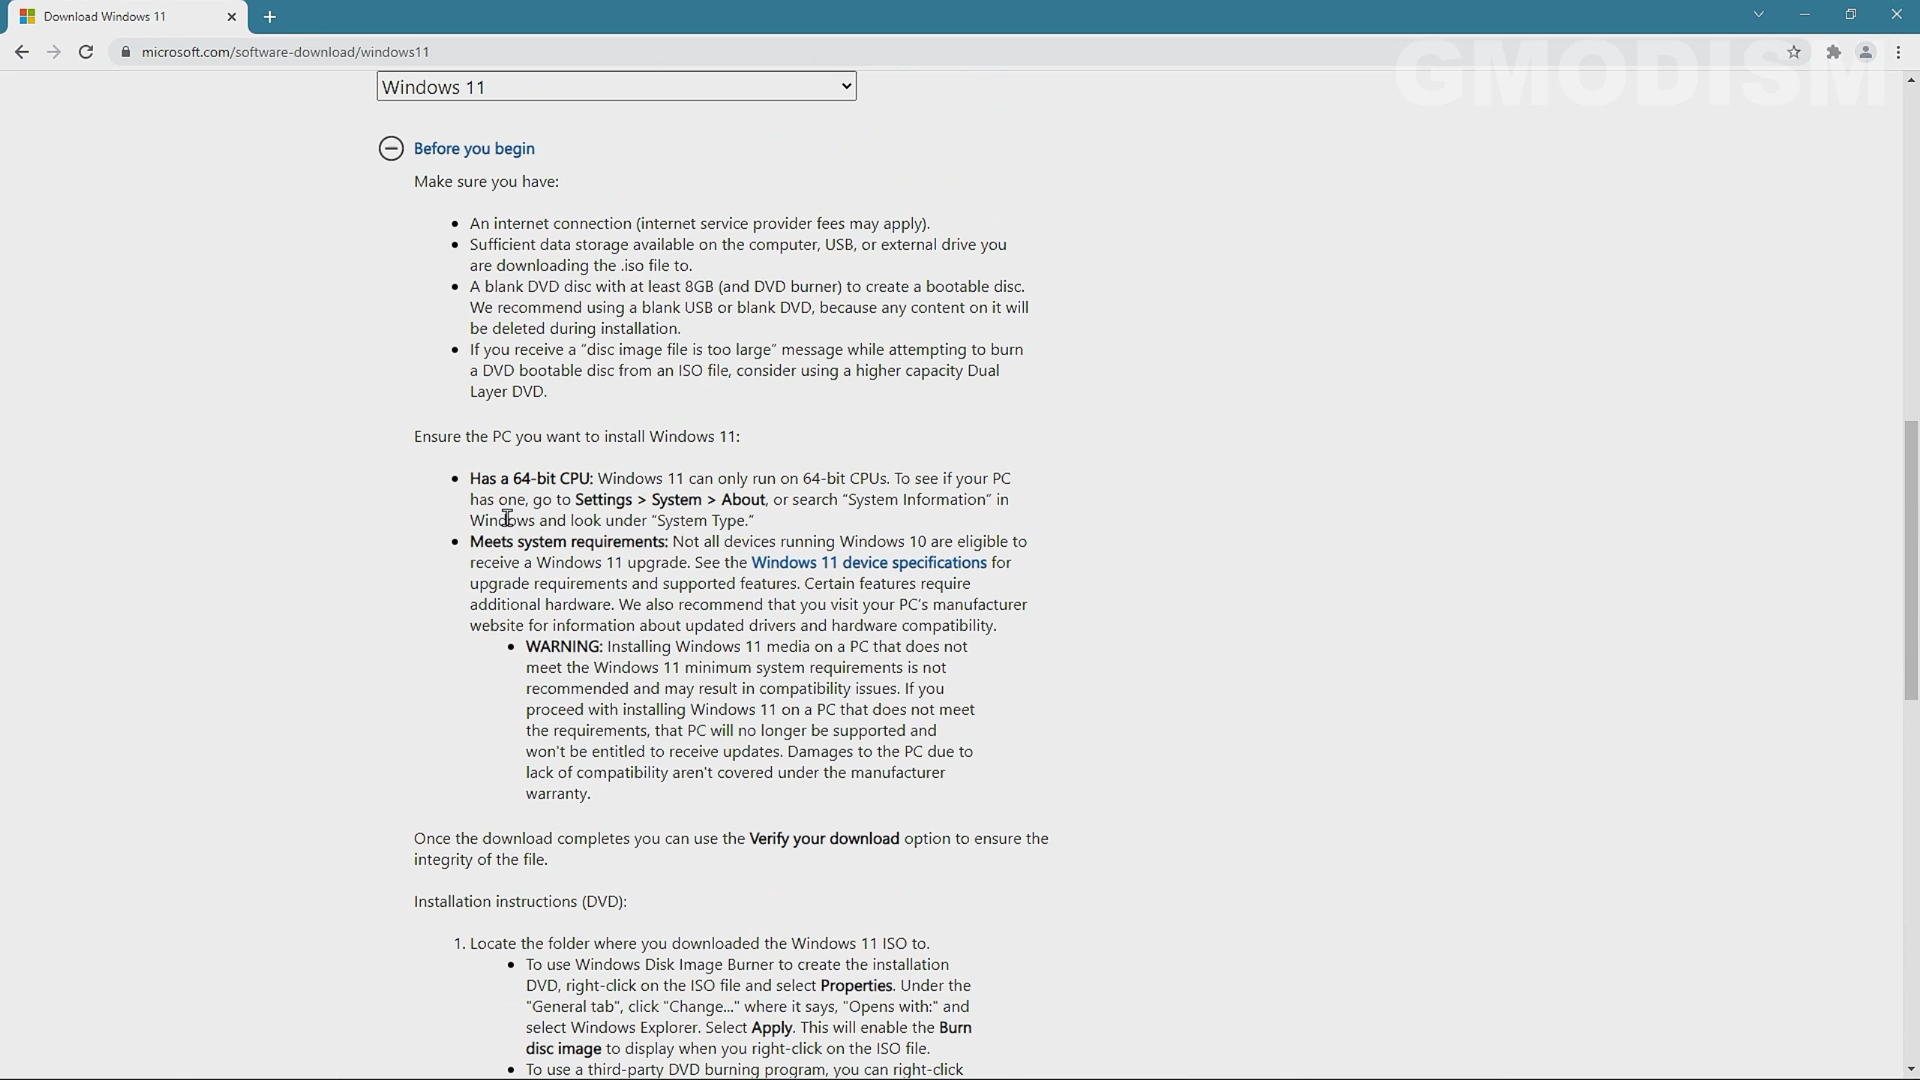 Download Windows 11
microsoft.com/software-download/windows11
GMODISM
Windows 11
Before you begin
Make sure you have:
• An internet connection (internet service provider fees may apply).
• Sufficient data storage available on the computer, USB, or external drive you
are downloading the .iso file to.
• A blank DVD disc with at least 8GB (and DVD burner) to create a bootable disc.
We recommend using a blank USB or blank DVD, because any content on it will
be deleted during installation.
• If you receive a “disc image file is too large” message while attempting to burn
a DVD bootable disc from an ISO file, consider using a higher capacity Dual
Layer DVD.
Ensure the PC you want to install Windows 11:
• Has a 64-bit CPU: Windows 11 can only run on 64-bit CPUs. To see if your PC
has one, go to Settings > System > About, or search “System Information” in
Windows and look under “System Type.”
• Meets system requirements: Not all devices running Windows 10 are eligible to
receive a Windows 11 upgrade. See the Windows 11 device specifications for
upgrade requirements and supported features. Certain features require
additional hardware. We also recommend that you visit your PC's manufacturer
website for information about updated drivers and hardware compatibility.
• WARNING: Installing Windows 11 media on a PC that does not
meet the Windows 11 minimum system requirements is not
recommended and may result in compatibility issues. If you
proceed with installing Windows 11 on a PC that does not meet
the requirements, that PC will no longer be supported and
won't be entitled to receive updates. Damages to the PC due to
lack of compatibility aren't covered under the manufacturer
warranty.
Once the download completes you can use the Verify your download option to ensure the
integrity of the file.
Installation instructions (DVD):
1. Locate the folder where you downloaded the Windows 11 ISO to.
• To use Windows Disk Image Burner to create the installation
DVD, right-click on the ISO file and select Properties. Under the
"General tab", click "Change..." where it says, "Opens with:" and
select Windows Explorer. Select Apply. This will enable the Burn
disc image to display when you right-click on the ISO file.
• To use a third-party DVD burning program, you can right-click